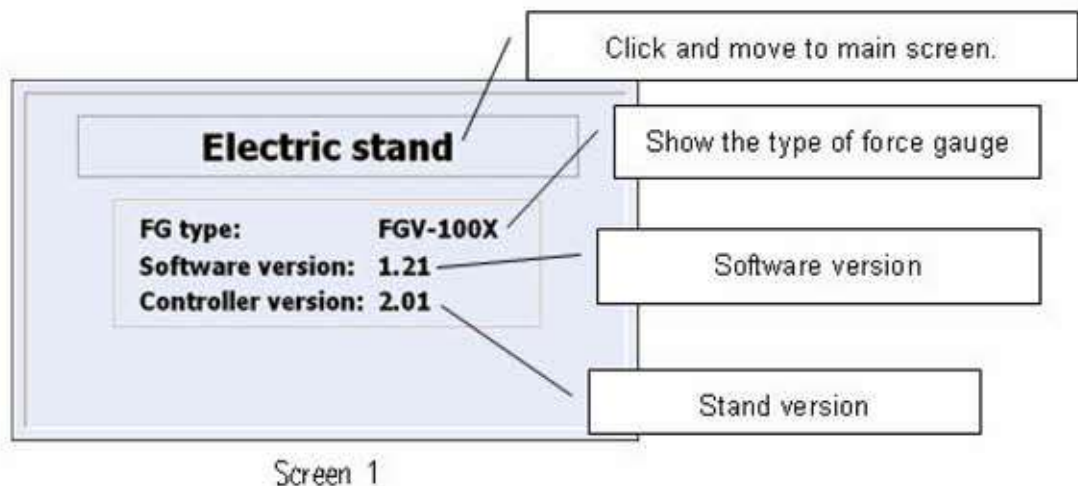 Click and move to main screen.
Electric stand
Show the type of force gauge
FG type: FGV-100X
Software version: 1.21
Software version
Controller version: 2.01
Stand version
Screen 1